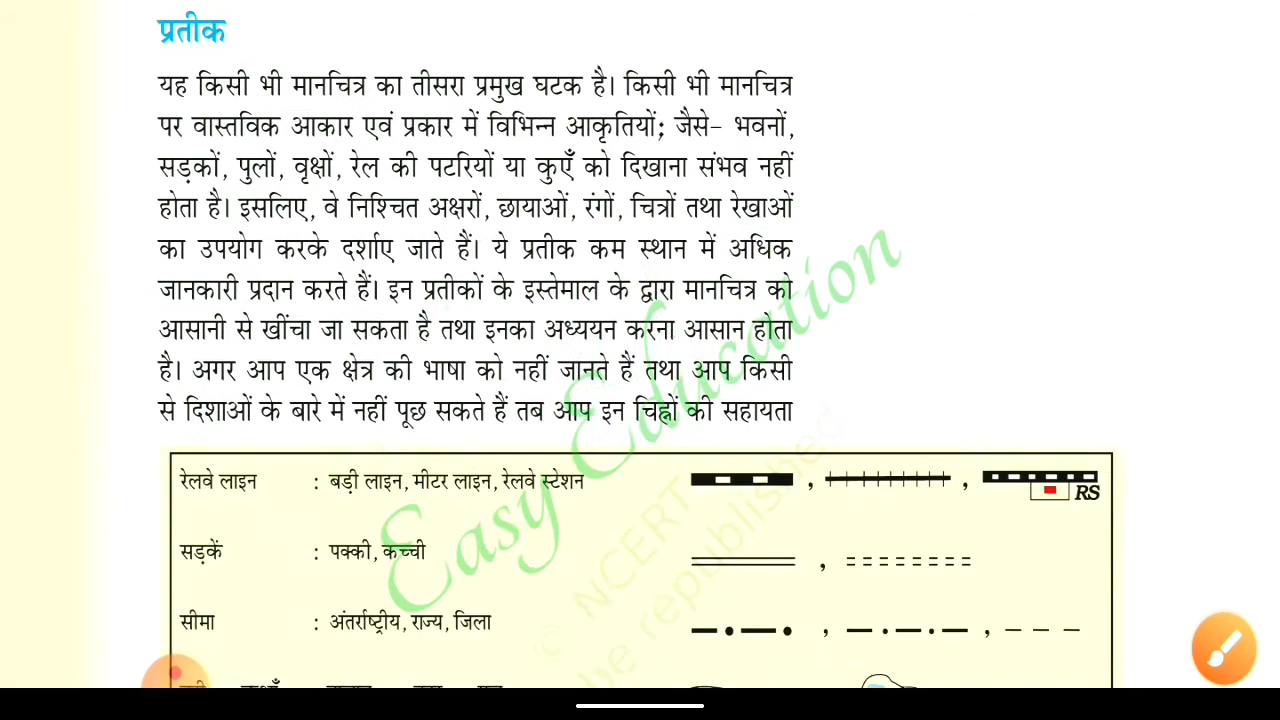 प्रतीक
यह किसी भी मानचित्र का तीसरा प्रमुख घटक है। किसी भी मानचित्र
पर वास्तविक आकार एवं प्रकार में विभिन्न आकृतियों; जैसे– भवनों,
सड़कों, पुलों, वृक्षों, रेल की पटरियों या कुएँ को दिखाना संभव नहीं
होता है। इसलिए, वे निश्चित अक्षरों, छायाओं, रंगों, चित्रों तथा रेखाओं
का उपयोग करके दर्शाए जाते हैं। ये प्रतीक कम स्थान में अधिक
जानकारी प्रदान करते हैं। इन प्रतीकों के इस्तेमाल के द्वारा मानचित्र को
आसानी से खींचा जा सकता है तथा इनका अध्ययन करना आसान होता
है। अगर आप एक क्षेत्र की भाषा को नहीं जानते हैं तथा आप किसी
से दिशाओं के बारे में नहीं पूछ सकते हैं तब आप इन चिह्नों की सहायता
रेलवे लाइन : बड़ी लाइन, मीटर लाइन, रेलवे स्टेशन , , RS
सड़कें : पक्की, कच्ची ,
सीमा : अंतर्राष्ट्रीय, राज्य, जिला , ,
Easy Education
© NCERT
be republished